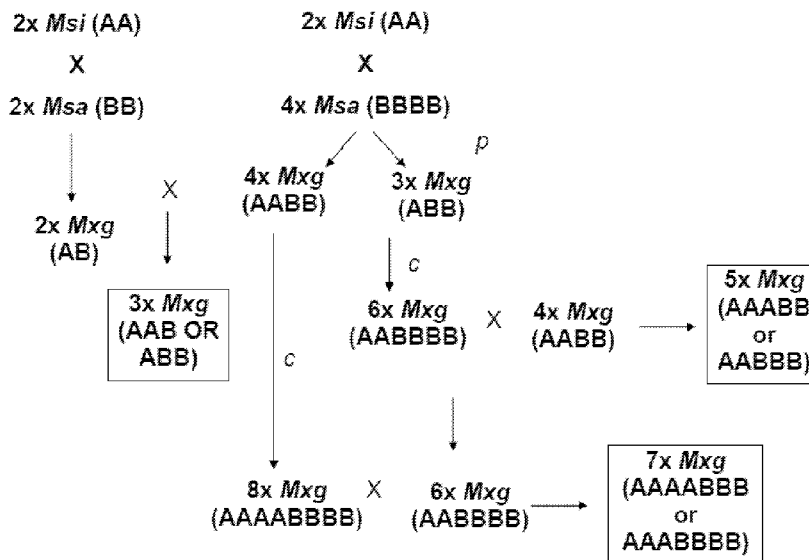 2x Msi (AA)
X
2x Msa (BB)
2x Mxg
(AB)
X
3x Mxg
(AAB OR
ABB)
2x Msi (AA)
X
4x Msa (BBBB)
p
4x Mxg
(AABB)
3x Mxg
(ABB)
c
c
6x Mxg
(AABBBB)
X
4x Mxg
(AABB)
5x Mxg
(AAABB
or
AABBB)
8x Mxg
(AAAABBBB)
X
6x Mxg
(AABBBB)
7x Mxg
(AAAABBB
or
AAABBBB)